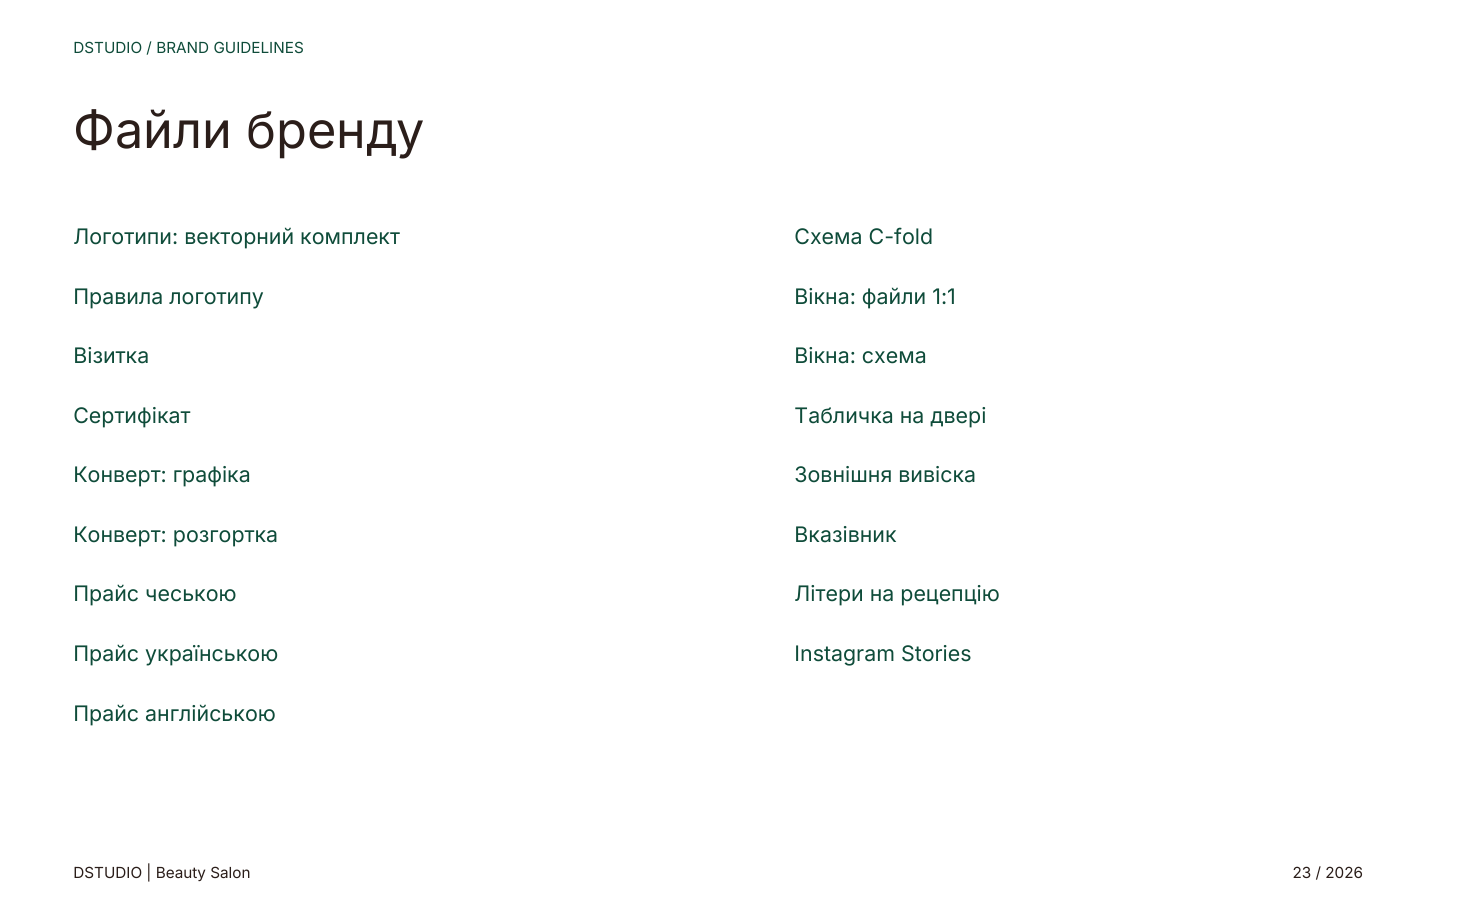 DSTUDIO / BRAND GUIDELINES
Файли бренду
Логотипи: векторний комплект
Правила логотипу
Візитка
Сертифікат
Конверт: графіка
Конверт: розгортка
Прайс чеською
Прайс українською
Прайс англійською
Схема C-fold
Вікна: файли 1:1
Вікна: схема
Табличка на двері
Зовнішня вивіска
Вказівник
Літери на рецепцію
Instagram Stories
DSTUDIO | Beauty Salon
23 / 2026